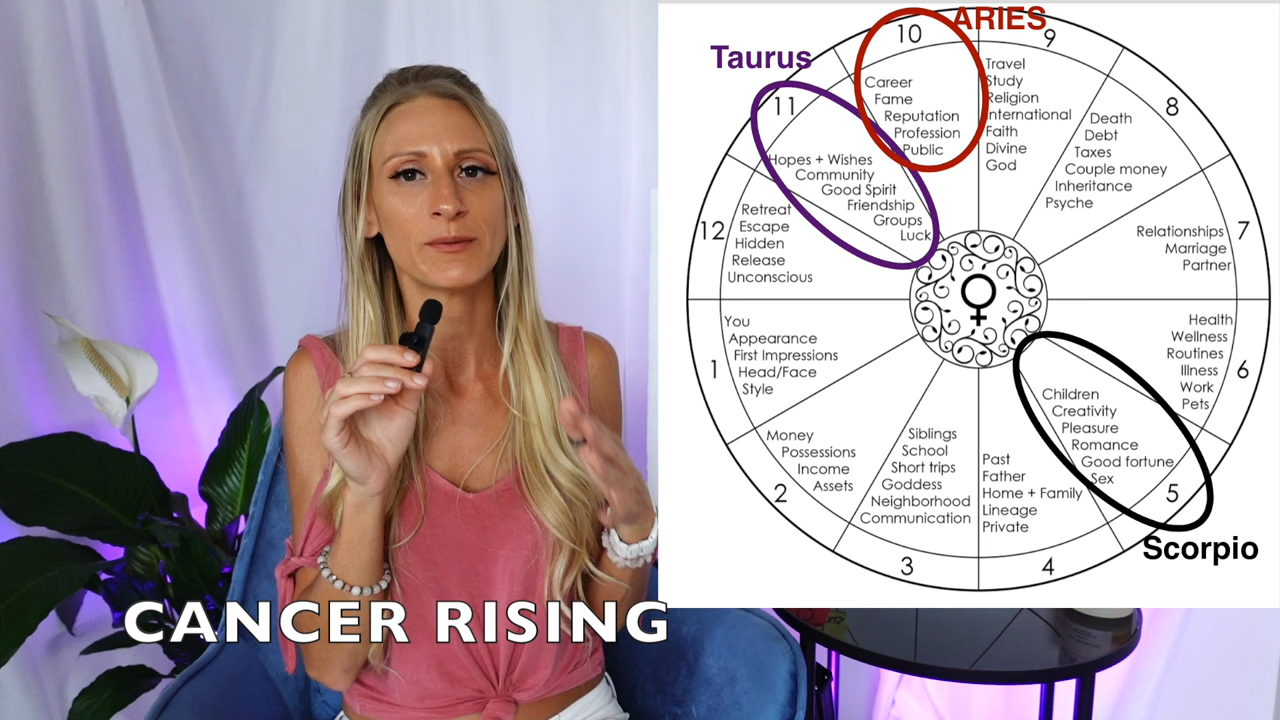 ARIES
Taurus
10
Career
Fame
Reputation
Profession
Public
9
Travel
Study
Religion
International
Faith
Divine
God
8
Death
Debt
Taxes
Couple money
Inheritance
Psyche
11
Hopes + Wishes
Community
Good Spirit
Friendship
Groups
Luck
12
Retreat
Escape
Hidden
Release
Unconscious
7
Relationships
Marriage
Partner
1
You
Appearance
First Impressions
Head/Face
Style
6
Health
Wellness
Routines
Illness
Work
Pets
2
Money
Possessions
Income
Assets
3
Siblings
School
Short trips
Goddess
Neighborhood
Communication
4
Past
Father
Home + Family
Lineage
Private
5
Children
Creativity
Pleasure
Romance
Good fortune
Sex
Scorpio
CANCER RISING